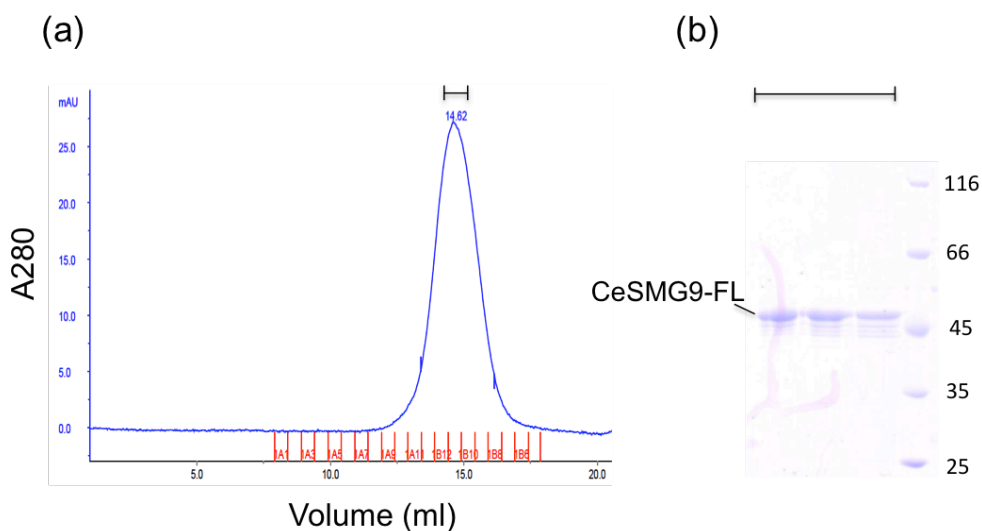 (a)
(b)
mAU
14.62
25.0
20.0
15.0
10.0
5.0
0.0
A280
1A1 1A3 1A5 1A7 1A9 1A11 1B12 1B10 1B8 1B6
5.0 10.0 15.0 20.0
Volume (ml)
CeSMG9-FL
116
66
45
35
25